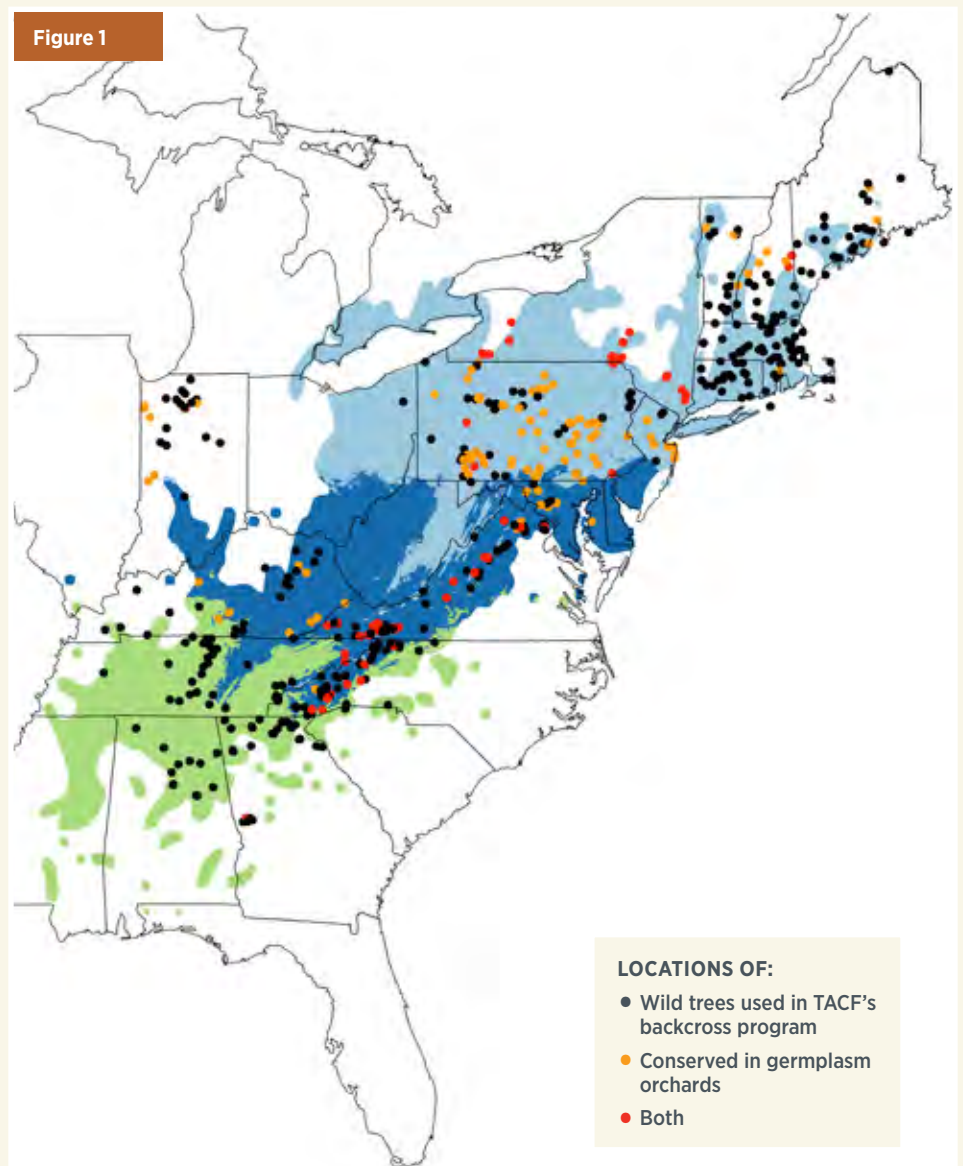 Figure 1
LOCATIONS OF:
Wild trees used in TACF’s
backcross program
Conserved in germplasm
orchards
Both